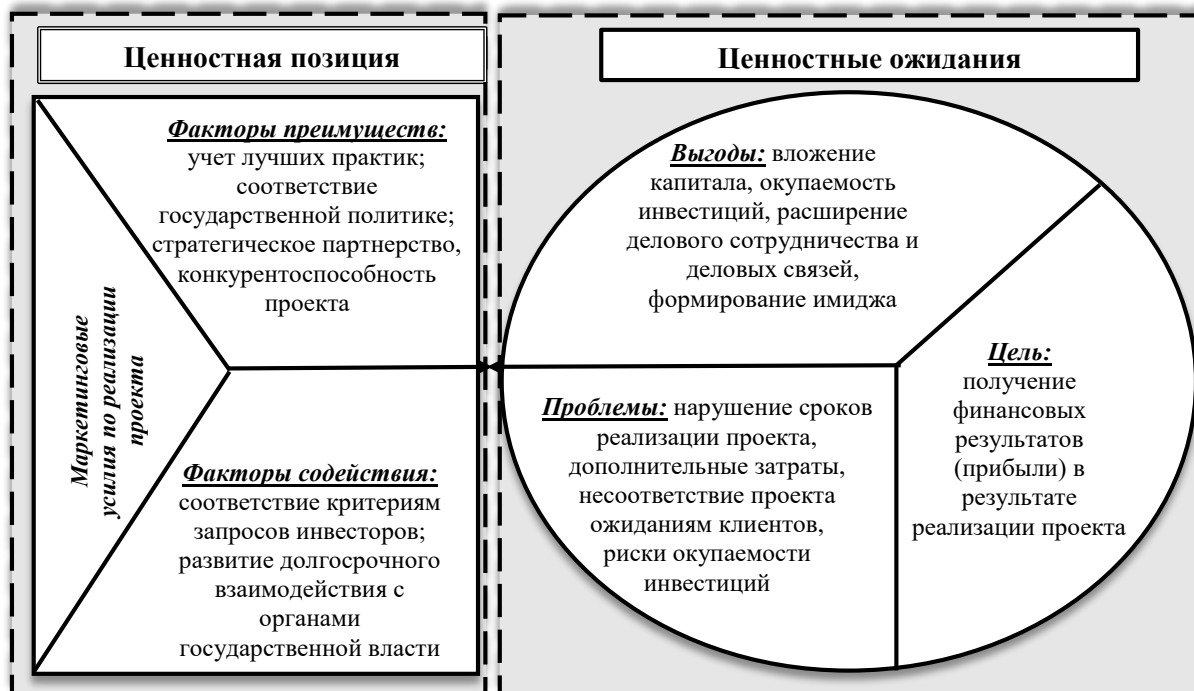 Ценностная позиция
Факторы преимуществ:
учет лучших практик;
соответствие
государственной политике;
стратегическое партнерство,
конкурентоспособность
проекта
Маркетинговые
усилия по реализации
проекта
Факторы содействия:
соответствие критериям
запросов инвесторов;
развитие долгосрочного
взаимодействия с
органами
государственной власти
Ценностные ожидания
Выгоды: вложение
капитала, окупаемость
инвестиций, расширение
делового сотрудничества и
деловых связей,
формирование имиджа
Проблемы: нарушение сроков
реализации проекта,
дополнительные затраты,
несоответствие проекта
ожиданиям клиентов,
риски окупаемости
инвестиций
Цель:
получение
финансовых
результатов
(прибыли) в
результате
реализации проекта